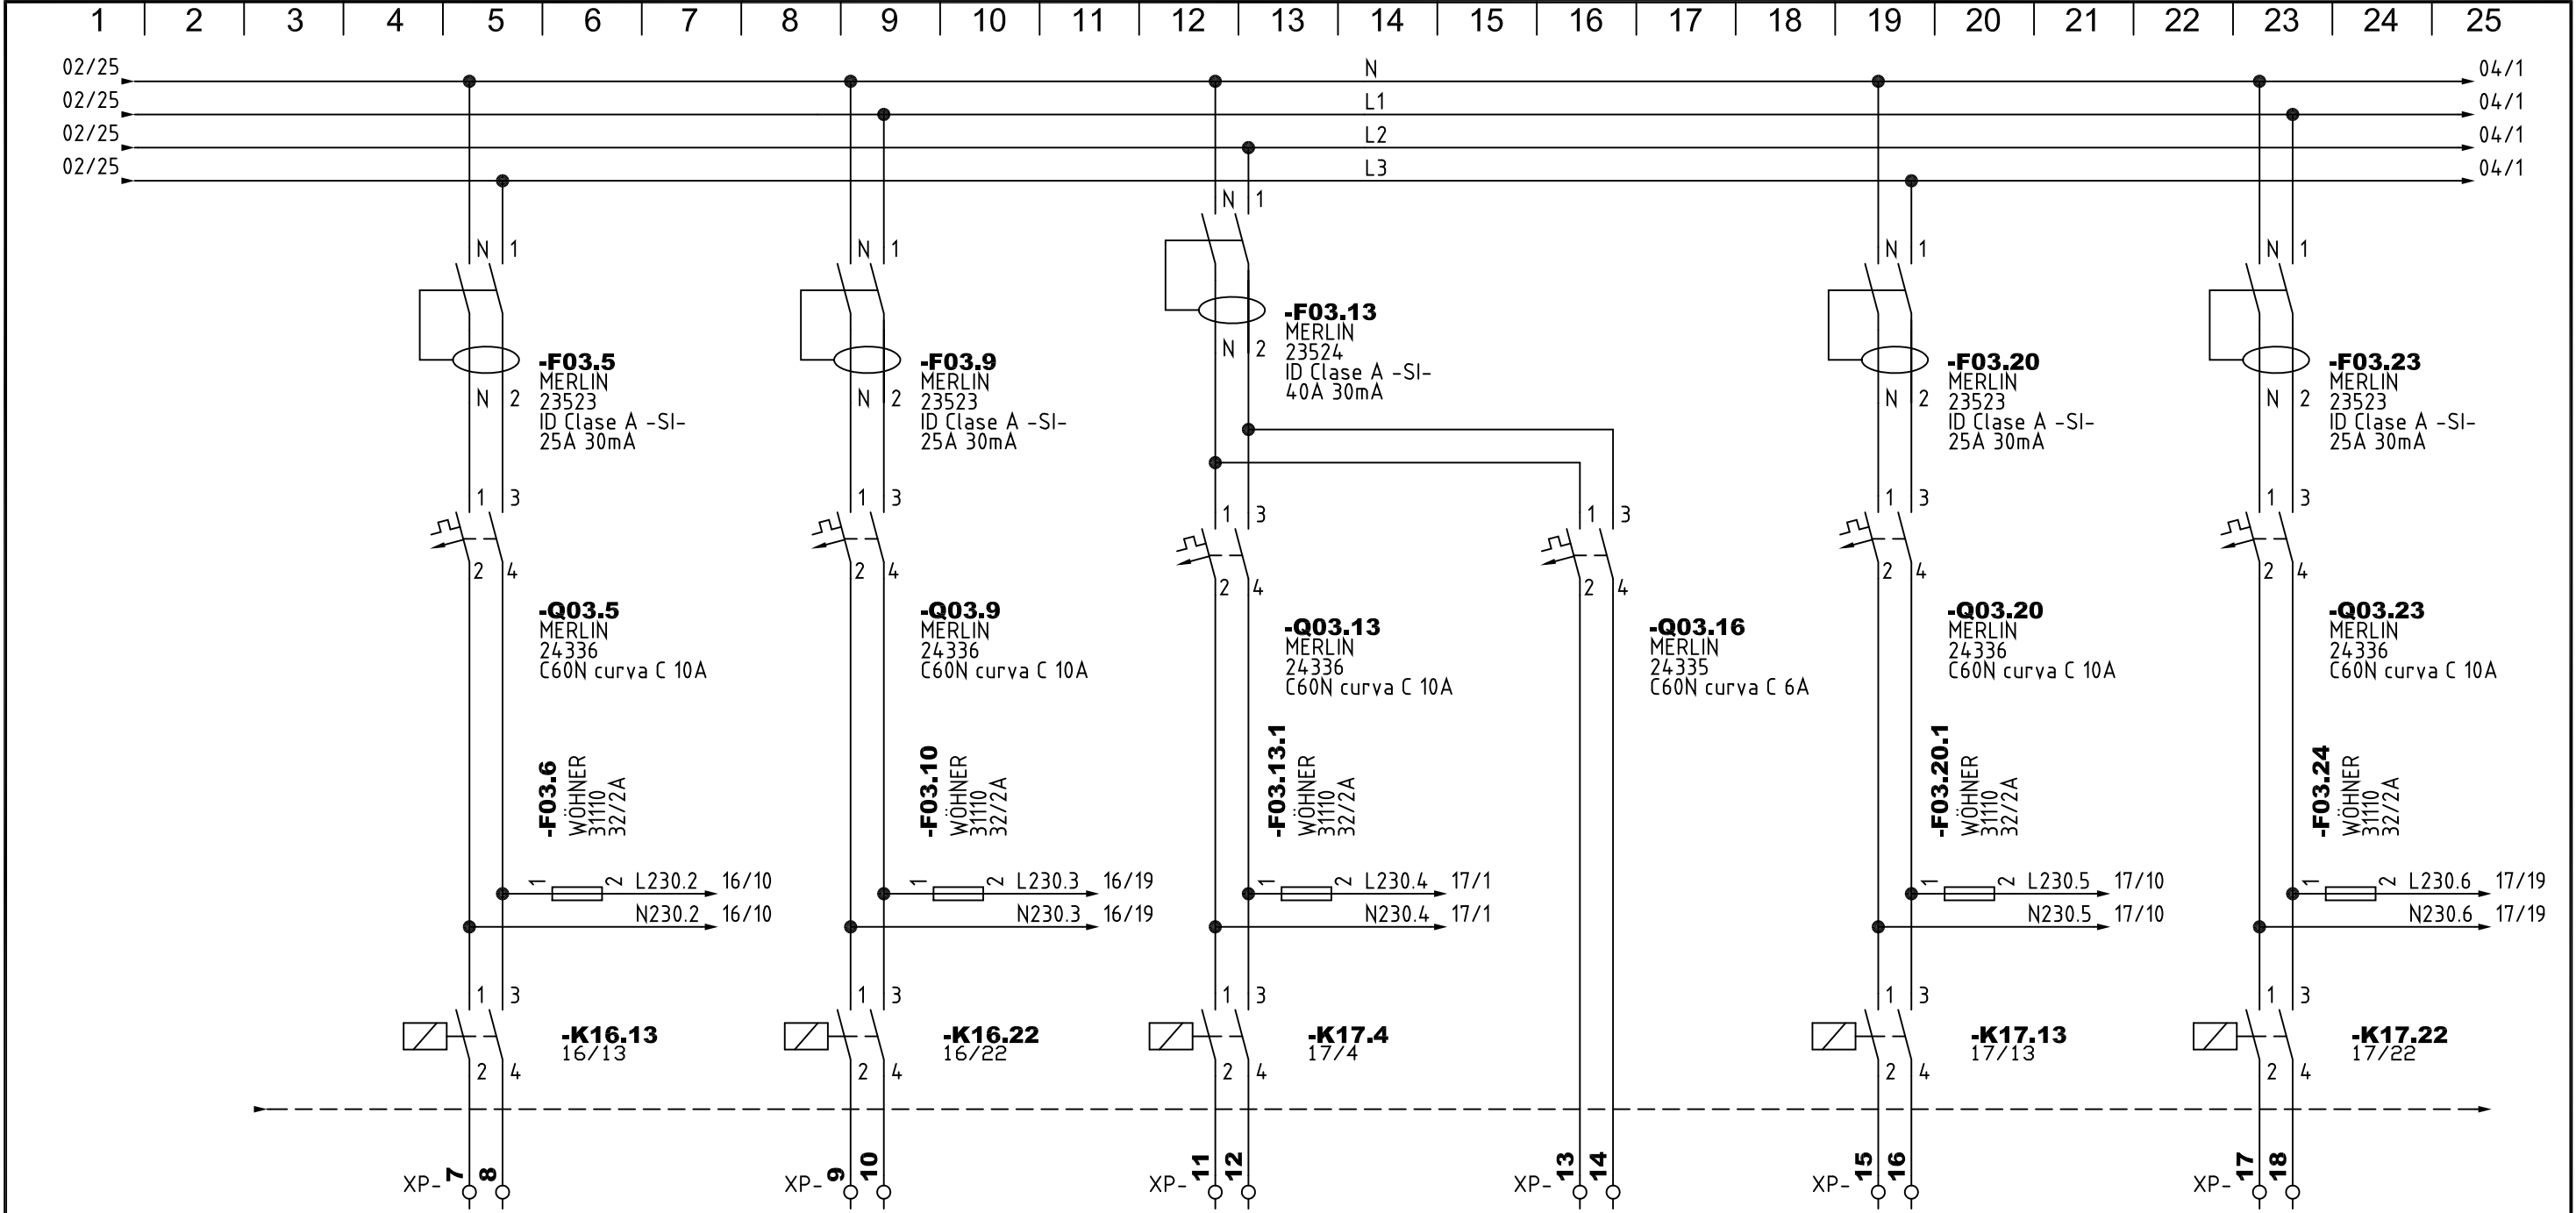 1 2 3 4 5 6 7 8 9 10 11 12 13 14 15 16 17 18 19 20 21 22 23 24 25
02/25 N 04/1
02/25 L1 04/1
02/25 L2 04/1
02/25 L3 04/1
N 1
N 1 N 1 N 1 N 1
-F03.13
MERLIN
23524
ID Clase A -SI-
40A 30mA
N 2
-F03.5
MERLIN
23523
ID Clase A -SI-
25A 30mA
N 2
-F03.9
MERLIN
23523
ID Clase A -SI-
25A 30mA
N 2
-F03.20
MERLIN
23523
ID Clase A -SI-
25A 30mA
N 2
-F03.23
MERLIN
23523
ID Clase A -SI-
25A 30mA
N 2
1 3 1 3 1 3 1 3 1 3 1 3
2 4 2 4 2 4 2 4 2 4 2 4
-Q03.5
MERLIN
24336
C60N curva C 10A
-Q03.9
MERLIN
24336
C60N curva C 10A
-Q03.13
MERLIN
24336
C60N curva C 10A
-Q03.16
MERLIN
24335
C60N curva C 6A
-Q03.20
MERLIN
24336
C60N curva C 10A
-Q03.23
MERLIN
24336
C60N curva C 10A
-F03.6
WÖHNER
31110
32/2A
-F03.10
WÖHNER
31110
32/2A
-F03.13.1
WÖHNER
31110
32/2A
-F03.20.1
WÖHNER
31110
32/2A
-F03.24
WÖHNER
31110
32/2A
1 2 L230.2 16/10
N230.2 16/10
1 2 L230.3 16/19
N230.3 16/19
1 2 L230.4 17/1
N230.4 17/1
1 2 L230.5 17/10
N230.5 17/10
1 2 L230.6 17/19
N230.6 17/19
1 3 1 3 1 3 1 3 1 3
-K16.13
16/13
-K16.22
16/22
-K17.4
17/4
-K17.13
17/13
-K17.22
17/22
2 4 2 4 2 4 2 4 2 4
XP- 7 8
XP- 9 10
XP- 11 12
XP- 13 14
XP- 15 16
XP- 17 18